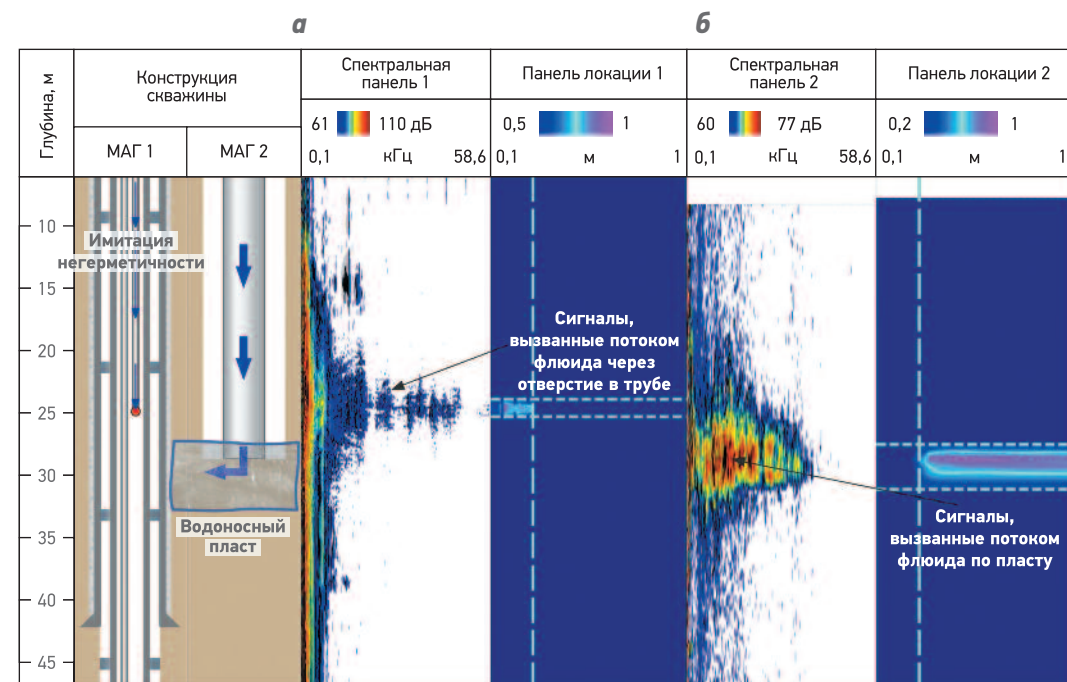 а
б
Глубина, м
Конструкция
скважины
МАГ 1
МАГ 2
Спектральная
панель 1
61
110 дБ
0,1
кГц
58,6
Панель локации 1
0,5
1
0,1
м
1
Спектральная
панель 2
60
77 дБ
0,1
кГц
58,6
Панель локации 2
0,2
1
0,1
м
1
10
15
20
25
30
35
40
45
Имитация
негерметичности
Водоносный
пласт
Сигналы,
вызванные потоком
флюида через
отверстие в трубе
Сигналы,
вызванные потоком
флюида по пласту